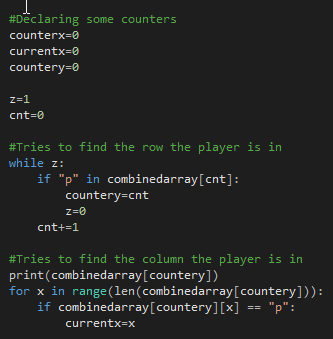 #Declaring some counters
counterx=0
currentx=0
countery=0
z=1
cnt=0
#Tries to find the row the player is in
while z:
    if "p" in combinedarray[cnt]:
        countery=cnt
        z=0
    cnt+=1
#Tries to find the column the player is in
print(combinedarray[countery])
for x in range(len(combinedarray[countery])):
    if combinedarray[countery][x] == "p":
        currentx=x